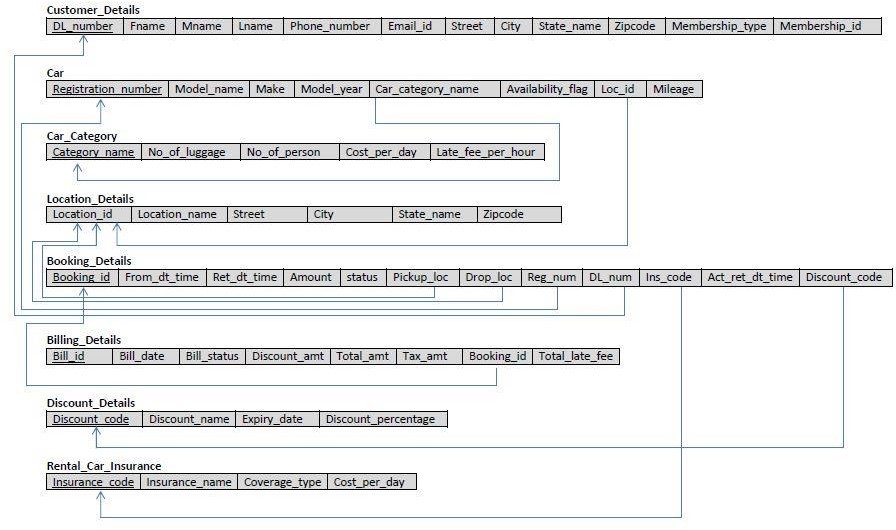 Customer_Details
DL_number Fname Mname Lname Phone_number Email_id Street City State_name Zipcode Membership_type Membership_id
Car
Registration_number Model_name Make Model_year Car_category_name Availability_flag Loc_id Mileage
Car_Category
Category_name No_of_luggage No_of_person Cost_per_day Late_fee_per_hour
Location_Details
Location_id Location_name Street City State_name Zipcode
Booking_Details
Booking_id From_dt_time Ret_dt_time Amount status Pickup_loc Drop_loc Reg_num DL_num Ins_code Act_ret_dt_time Discount_code
Billing_Details
Bill_id Bill_date Bill_status Discount_amt Total_amt Tax_amt Booking_id Total_late_fee
Discount_Details
Discount_code Discount_name Expiry_date Discount_percentage
Rental_Car_Insurance
Insurance_code Insurance_name Coverage_type Cost_per_day